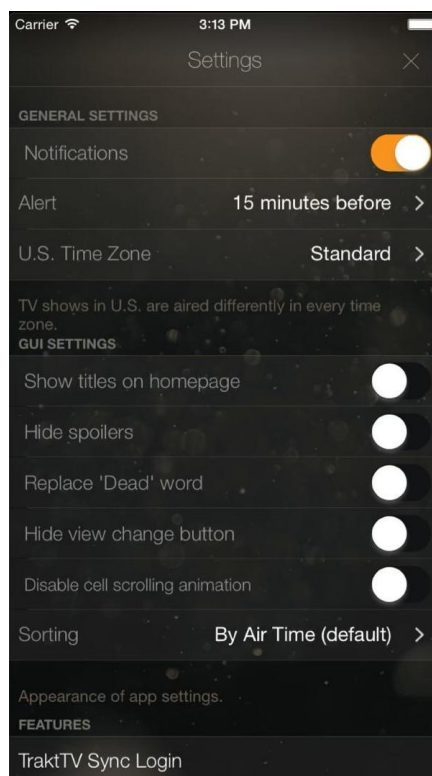 Carrier 3:13 PM
Settings
GENERAL SETTINGS
Notifications
Alert 15 minutes before >
U.S. Time Zone Standard >
TV shows in U.S. are aired differently in every time
zone.
GUI SETTINGS
Show titles on homepage
Hide spoilers
Replace 'Dead' word
Hide view change button
Disable cell scrolling animation
Sorting By Air Time (default) >
Appearance of app settings.
FEATURES
TraktTV Sync Login